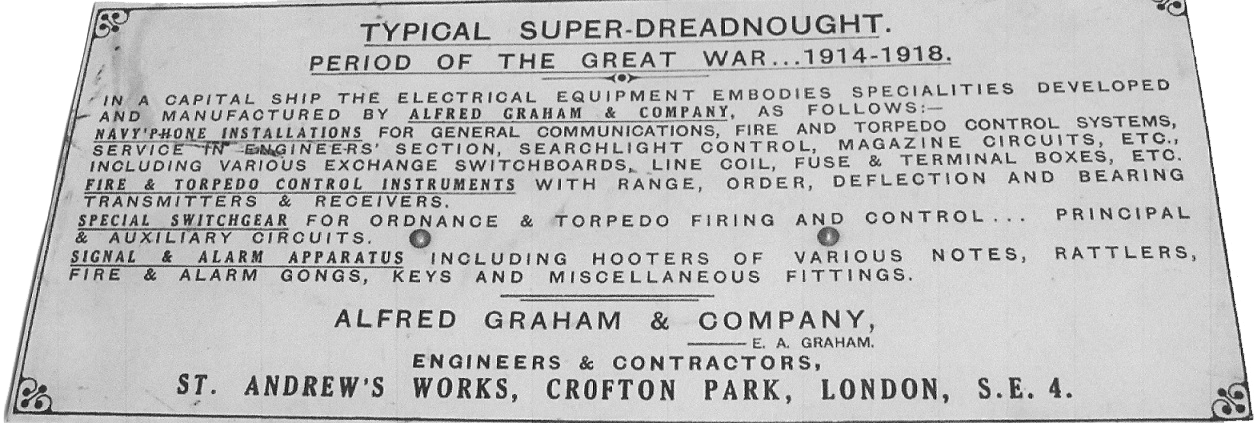 TYPICAL SUPER-DREADNOUGHT.
PERIOD OF THE GREAT WAR...1914-1918.
IN A CAPITAL SHIP THE ELECTRICAL EQUIPMENT EMBODIES SPECIALITIES DEVELOPED
AND MANUFACTURED BY ALFRED GRAHAM & COMPANY, AS FOLLOWS:—
NAVY'PHONE INSTALLATIONS FOR GENERAL COMMUNICATIONS, FIRE AND TORPEDO CONTROL SYSTEMS,
SERVICE IN ENGINEERS' SECTION, SEARCHLIGHT CONTROL, MAGAZINE CIRCUITS, ETC.,
INCLUDING VARIOUS EXCHANGE SWITCHBOARDS, LINE COIL, FUSE & TERMINAL BOXES, ETC.
FIRE & TORPEDO CONTROL INSTRUMENTS WITH RANGE, ORDER, DEFLECTION AND BEARING
TRANSMITTERS & RECEIVERS.
SPECIAL SWITCHGEAR FOR ORDNANCE & TORPEDO FIRING AND CONTROL... PRINCIPAL
& AUXILIARY CIRCUITS.
SIGNAL & ALARM APPARATUS INCLUDING HOOTERS OF VARIOUS NOTES, RATTLERS,
FIRE & ALARM GONGS, KEYS AND MISCELLANEOUS FITTINGS.
ALFRED GRAHAM & COMPANY,
E. A. GRAHAM.
ENGINEERS & CONTRACTORS,
ST. ANDREW'S WORKS, CROFTON PARK, LONDON, S.E. 4.